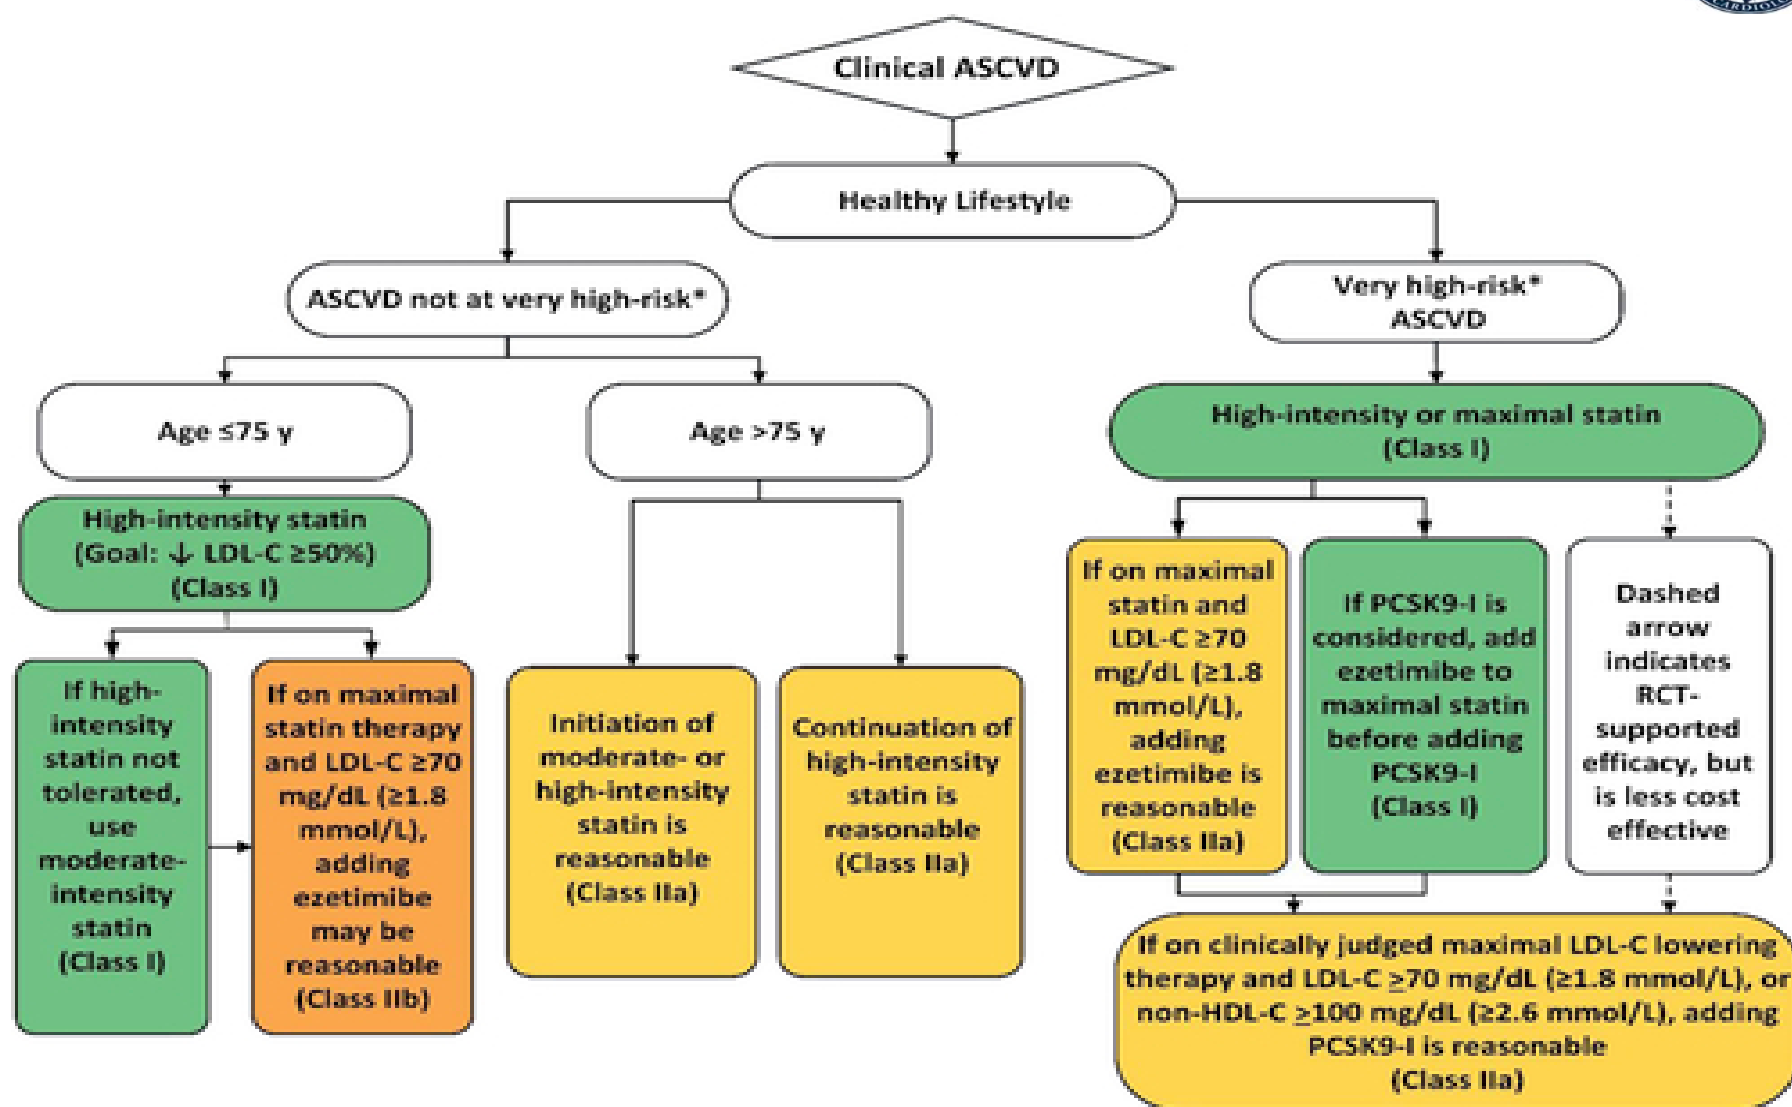 CARDIOLO
Clinical ASCVD
Healthy Lifestyle
ASCVD not at very high-risk*
Very high-risk*
ASCVD
Age ≤75 y
Age >75 y
High-intensity or maximal statin
(Class I)
High-intensity statin
(Goal: ↓ LDL-C ≥50%)
(Class I)
If high-
intensity
statin not
tolerated,
use
moderate-
intensity
statin
(Class I)
If on maximal
statin therapy
and LDL-C ≥70
mg/dL (≥1.8
mmol/L),
adding
ezetimibe
may be
reasonable
(Class IIb)
Initiation of
moderate- or
high-intensity
statin is
reasonable
(Class IIa)
Continuation of
high-intensity
statin is
reasonable
(Class IIa)
If on maximal
statin and
LDL-C ≥70
mg/dL (≥1.8
mmol/L),
adding
ezetimibe is
reasonable
(Class IIa)
If PCSK9-I is
considered, add
ezetimibe to
maximal statin
before adding
PCSK9-I
(Class I)
Dashed
arrow
indicates
RCT-
supported
efficacy, but
is less cost
effective
If on clinically judged maximal LDL-C lowering
therapy and LDL-C ≥70 mg/dL (≥1.8 mmol/L), or
non-HDL-C ≥100 mg/dL (≥2.6 mmol/L), adding
PCSK9-I is reasonable
(Class IIa)